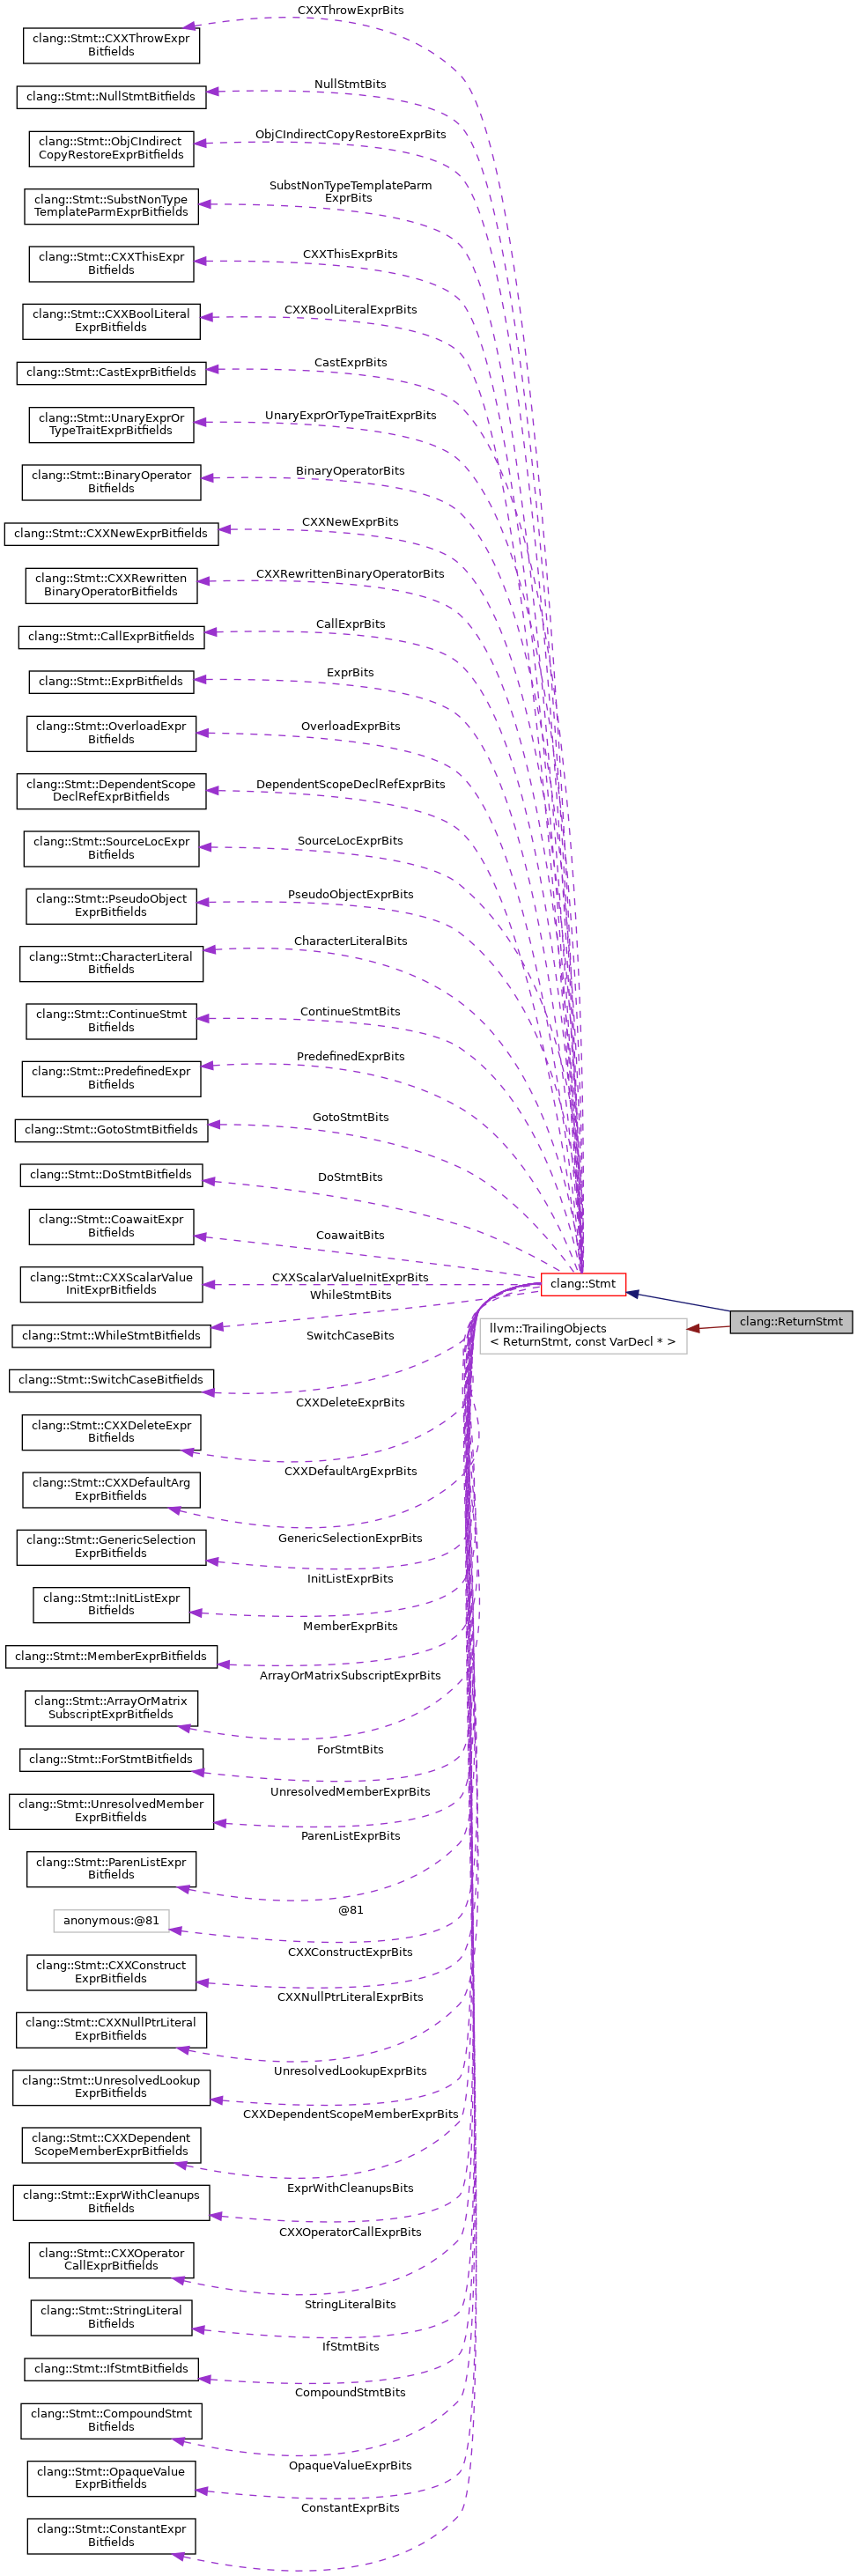 CXXThrowExprBits
clang::Stmt::CXXThrowExpr
Bitfields
NullStmtBits
clang::Stmt::NullStmtBitfields
ObjCIndirectCopyRestoreExprBits
clang::Stmt::ObjCIndirect
CopyRestoreExprBitfields
SubstNonTypeTemplateParm
ExprBits
clang::Stmt::SubstNonType
TemplateParmExprBitfields
CXXThisExprBits
clang::Stmt::CXXThisExpr
Bitfields
CXXBoolLiteralExprBits
clang::Stmt::CXXBoolLiteral
ExprBitfields
CastExprBits
clang::Stmt::CastExprBitfields
UnaryExprOrTypeTraitExprBits
clang::Stmt::UnaryExprOr
TypeTraitExprBitfields
BinaryOperatorBits
clang::Stmt::BinaryOperator
Bitfields
CXXNewExprBits
clang::Stmt::CXXNewExprBitfields
CXXRewrittenBinaryOperatorBits
clang::Stmt::CXXRewritten
BinaryOperatorBitfields
CallExprBits
clang::Stmt::CallExprBitfields
ExprBits
clang::Stmt::ExprBitfields
OverloadExprBits
clang::Stmt::OverloadExpr
Bitfields
DependentScopeDeclRefExprBits
clang::Stmt::DependentScope
DeclRefExprBitfields
SourceLocExprBits
clang::Stmt::SourceLocExpr
Bitfields
PseudoObjectExprBits
clang::Stmt::PseudoObject
ExprBitfields
CharacterLiteralBits
clang::Stmt::CharacterLiteral
Bitfields
ContinueStmtBits
clang::Stmt::ContinueStmt
Bitfields
PredefinedExprBits
clang::Stmt::PredefinedExpr
Bitfields
GotoStmtBits
clang::Stmt::GotoStmtBitfields
DoStmtBits
clang::Stmt::DoStmtBitfields
CoawaitBits
clang::Stmt::CoawaitExpr
Bitfields
CXXScalarValueInitExprBits
clang::Stmt::CXXScalarValue
InitExprBitfields
clang::Stmt
WhileStmtBits
clang::Stmt::WhileStmtBitfields
clang::ReturnStmt
llvm::TrailingObjects
< ReturnStmt, const VarDecl * >
SwitchCaseBits
clang::Stmt::SwitchCaseBitfields
CXXDeleteExprBits
clang::Stmt::CXXDeleteExpr
Bitfields
CXXDefaultArgExprBits
clang::Stmt::CXXDefaultArg
ExprBitfields
GenericSelectionExprBits
clang::Stmt::GenericSelection
ExprBitfields
InitListExprBits
clang::Stmt::InitListExpr
Bitfields
MemberExprBits
clang::Stmt::MemberExprBitfields
ArrayOrMatrixSubscriptExprBits
clang::Stmt::ArrayOrMatrix
SubscriptExprBitfields
ForStmtBits
clang::Stmt::ForStmtBitfields
UnresolvedMemberExprBits
clang::Stmt::UnresolvedMember
ExprBitfields
ParenListExprBits
clang::Stmt::ParenListExpr
Bitfields
@81
anonymous:@81
CXXConstructExprBits
clang::Stmt::CXXConstruct
ExprBitfields
CXXNullPtrLiteralExprBits
clang::Stmt::CXXNullPtrLiteral
ExprBitfields
UnresolvedLookupExprBits
clang::Stmt::UnresolvedLookup
ExprBitfields
CXXDependentScopeMemberExprBits
clang::Stmt::CXXDependent
ScopeMemberExprBitfields
ExprWithCleanupsBits
clang::Stmt::ExprWithCleanups
Bitfields
CXXOperatorCallExprBits
clang::Stmt::CXXOperator
CallExprBitfields
StringLiteralBits
clang::Stmt::StringLiteral
Bitfields
IfStmtBits
clang::Stmt::IfStmtBitfields
CompoundStmtBits
clang::Stmt::CompoundStmt
Bitfields
OpaqueValueExprBits
clang::Stmt::OpaqueValue
ExprBitfields
ConstantExprBits
clang::Stmt::ConstantExpr
Bitfields